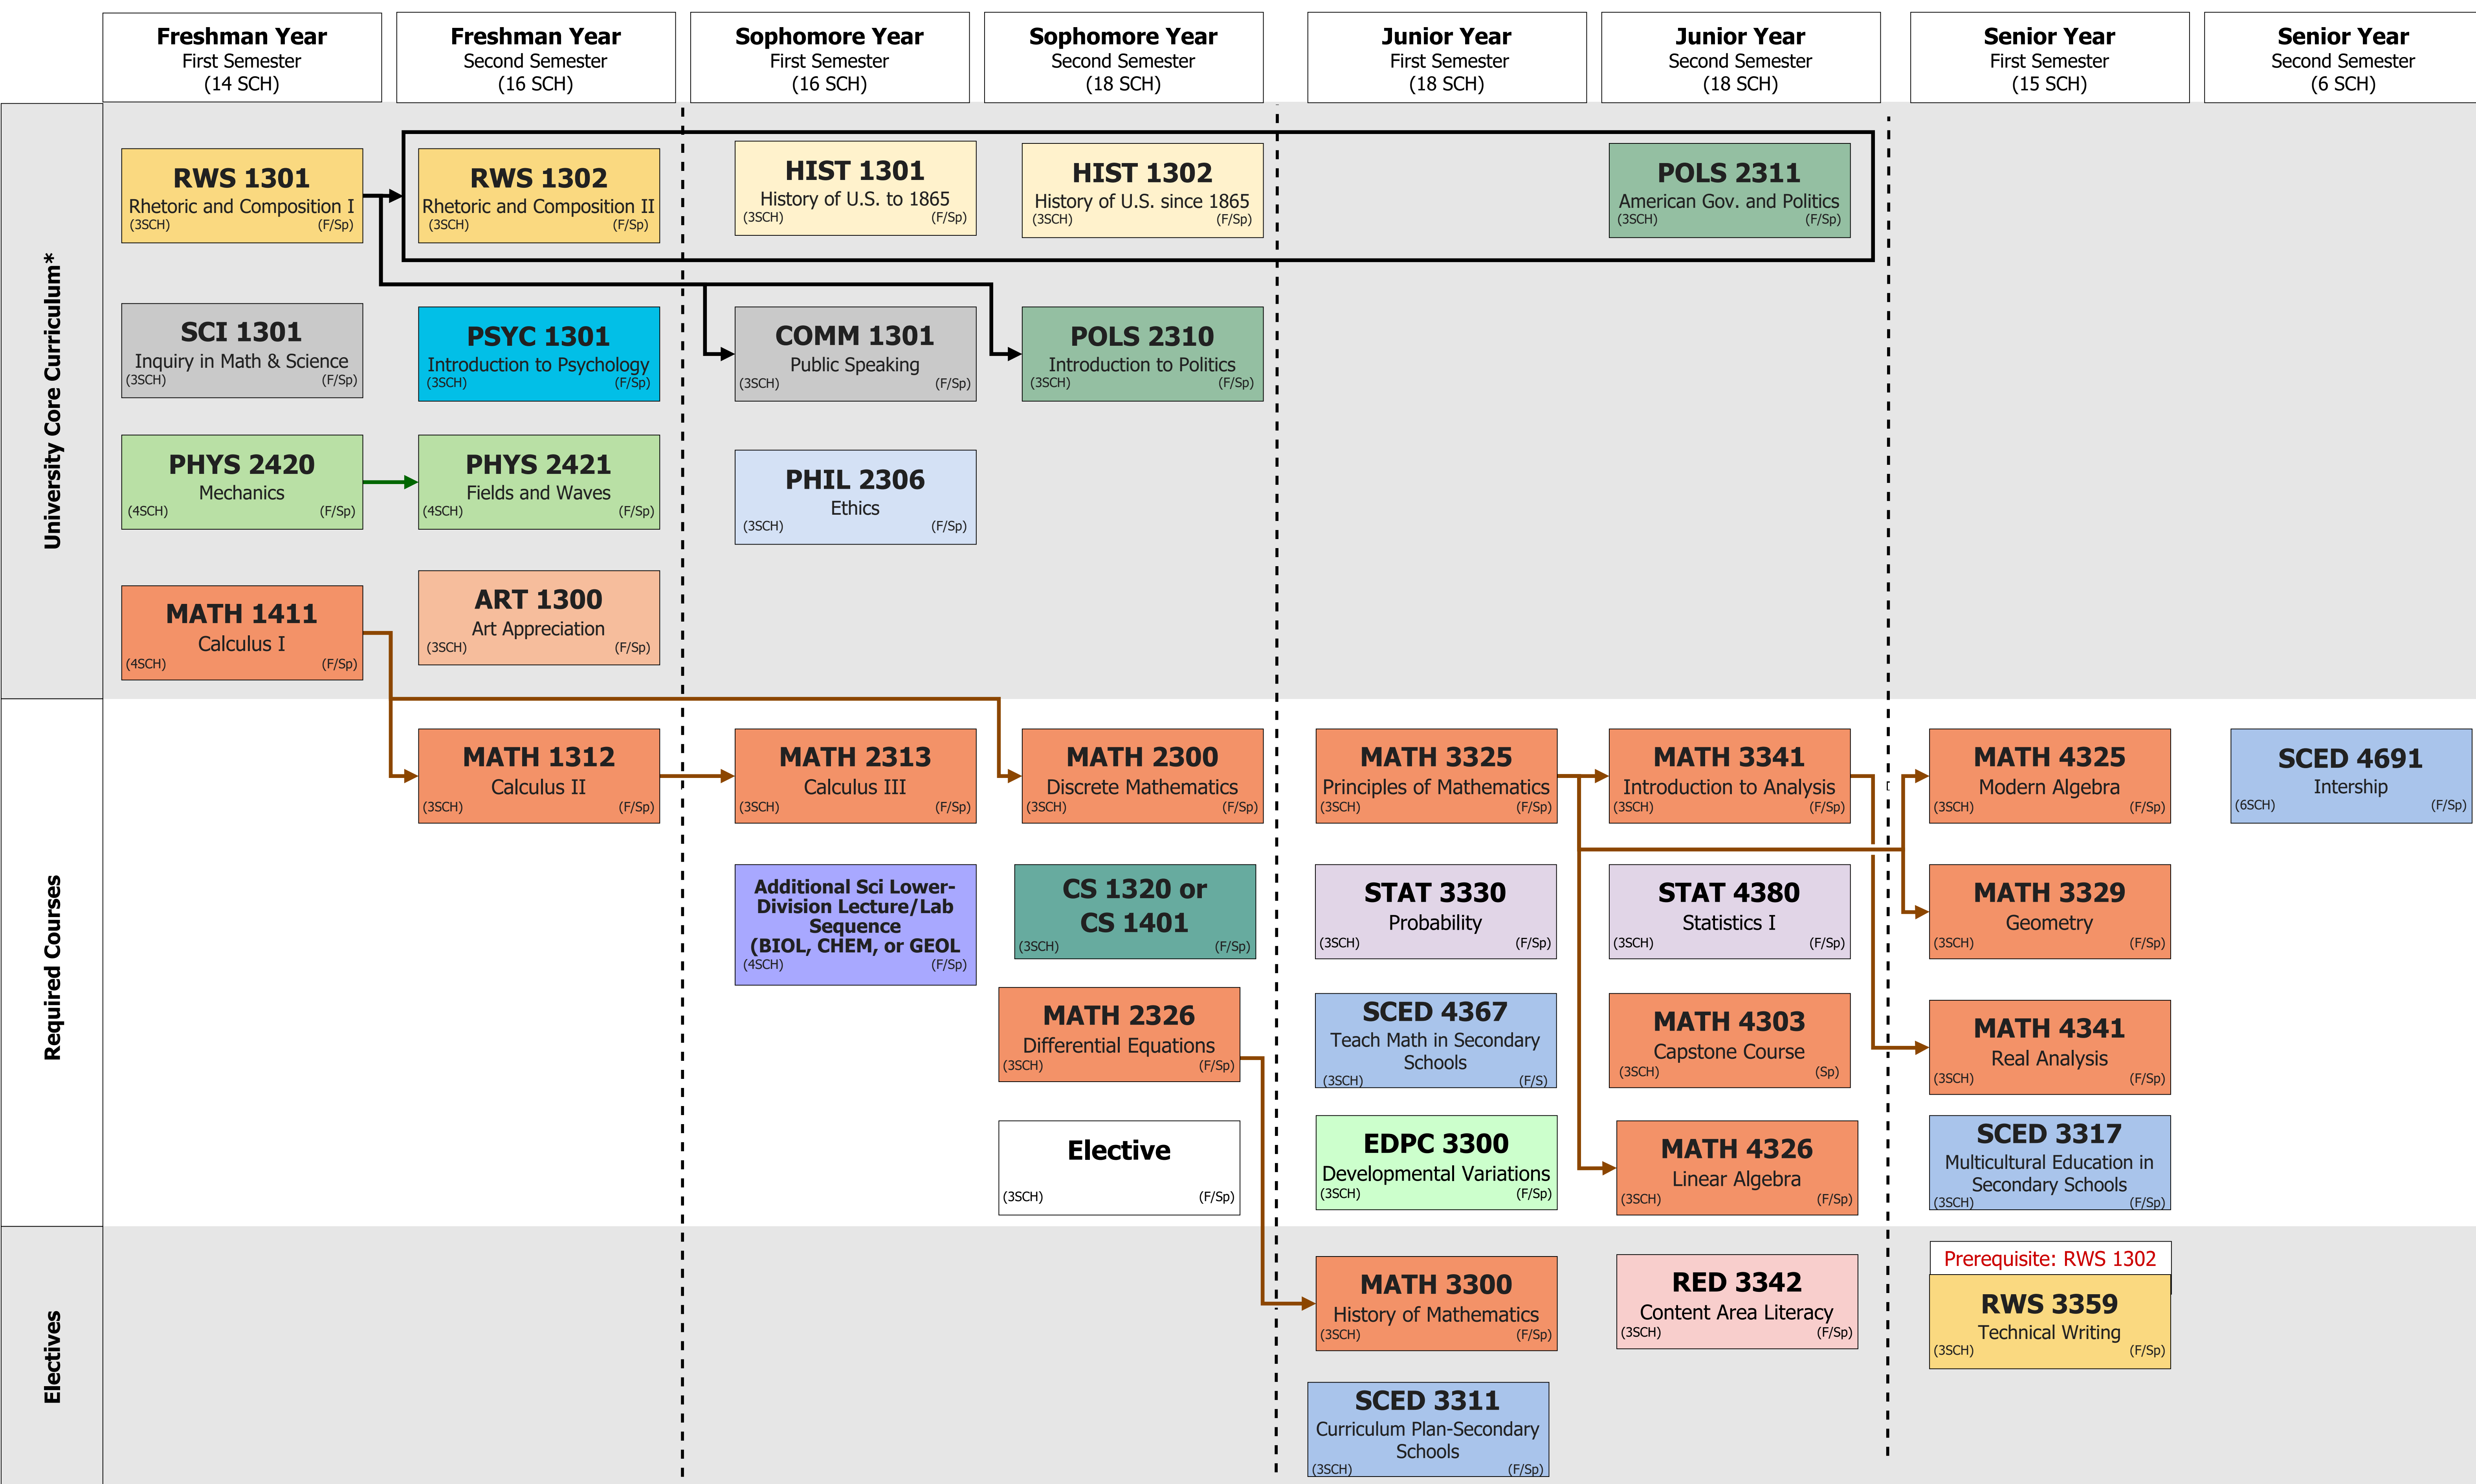 Freshman Year
First Semester
(14 SCH)
Freshman Year
Second Semester
(16 SCH)
Sophomore Year
First Semester
(16 SCH)
Sophomore Year
Second Semester
(18 SCH)
Junior Year
First Semester
(18 SCH)
Junior Year
Second Semester
(18 SCH)
Senior Year
First Semester
(15 SCH)
Senior Year
Second Semester
(6 SCH)
University Core Curriculum*
RWS 1301
Rhetoric and Composition I
(3SCH) (F/Sp)
RWS 1302
Rhetoric and Composition II
(3SCH) (F/Sp)
HIST 1301
History of U.S. to 1865
(3SCH) (F/Sp)
HIST 1302
History of U.S. since 1865
(3SCH) (F/Sp)
POLS 2311
American Gov. and Politics
(3SCH) (F/Sp)
SCI 1301
Inquiry in Math & Science
(3SCH) (F/Sp)
PSYC 1301
Introduction to Psychology
(3SCH) (F/Sp)
COMM 1301
Public Speaking
(3SCH) (F/Sp)
POLS 2310
Introduction to Politics
(3SCH) (F/Sp)
PHYS 2420
Mechanics
(4SCH) (F/Sp)
PHYS 2421
Fields and Waves
(4SCH) (F/Sp)
PHIL 2306
Ethics
(3SCH) (F/Sp)
MATH 1411
Calculus I
(4SCH) (F/Sp)
ART 1300
Art Appreciation
(3SCH) (F/Sp)
Required Courses
MATH 1312
Calculus II
(3SCH) (F/Sp)
MATH 2313
Calculus III
(3SCH) (F/Sp)
MATH 2300
Discrete Mathematics
(3SCH) (F/Sp)
MATH 3325
Principles of Mathematics
(3SCH) (F/Sp)
MATH 3341
Introduction to Analysis
(3SCH) (F/Sp)
MATH 4325
Modern Algebra
(3SCH) (F/Sp)
SCED 4691
Intership
(6SCH) (F/Sp)
Additional Sci Lower-
Division Lecture/Lab
Sequence
(BIOL, CHEM, or GEOL
(4SCH) (F/Sp)
CS 1320 or
CS 1401
(3SCH) (F/Sp)
STAT 3330
Probability
(3SCH) (F/Sp)
STAT 4380
Statistics I
(3SCH) (F/Sp)
MATH 3329
Geometry
(3SCH) (F/Sp)
MATH 2326
Differential Equations
(3SCH) (F/Sp)
SCED 4367
Teach Math in Secondary
Schools
(3SCH) (F/S)
MATH 4303
Capstone Course
(3SCH) (Sp)
MATH 4341
Real Analysis
(3SCH) (F/Sp)
Elective
(3SCH) (F/Sp)
EDPC 3300
Developmental Variations
(3SCH) (F/Sp)
MATH 4326
Linear Algebra
(3SCH) (F/Sp)
SCED 3317
Multicultural Education in
Secondary Schools
(3SCH) (F/Sp)
Electives
MATH 3300
History of Mathematics
(3SCH) (F/Sp)
RED 3342
Content Area Literacy
(3SCH) (F/Sp)
Prerequisite: RWS 1302
RWS 3359
Technical Writing
(3SCH) (F/Sp)
SCED 3311
Curriculum Plan-Secondary
Schools
(3SCH) (F/Sp)